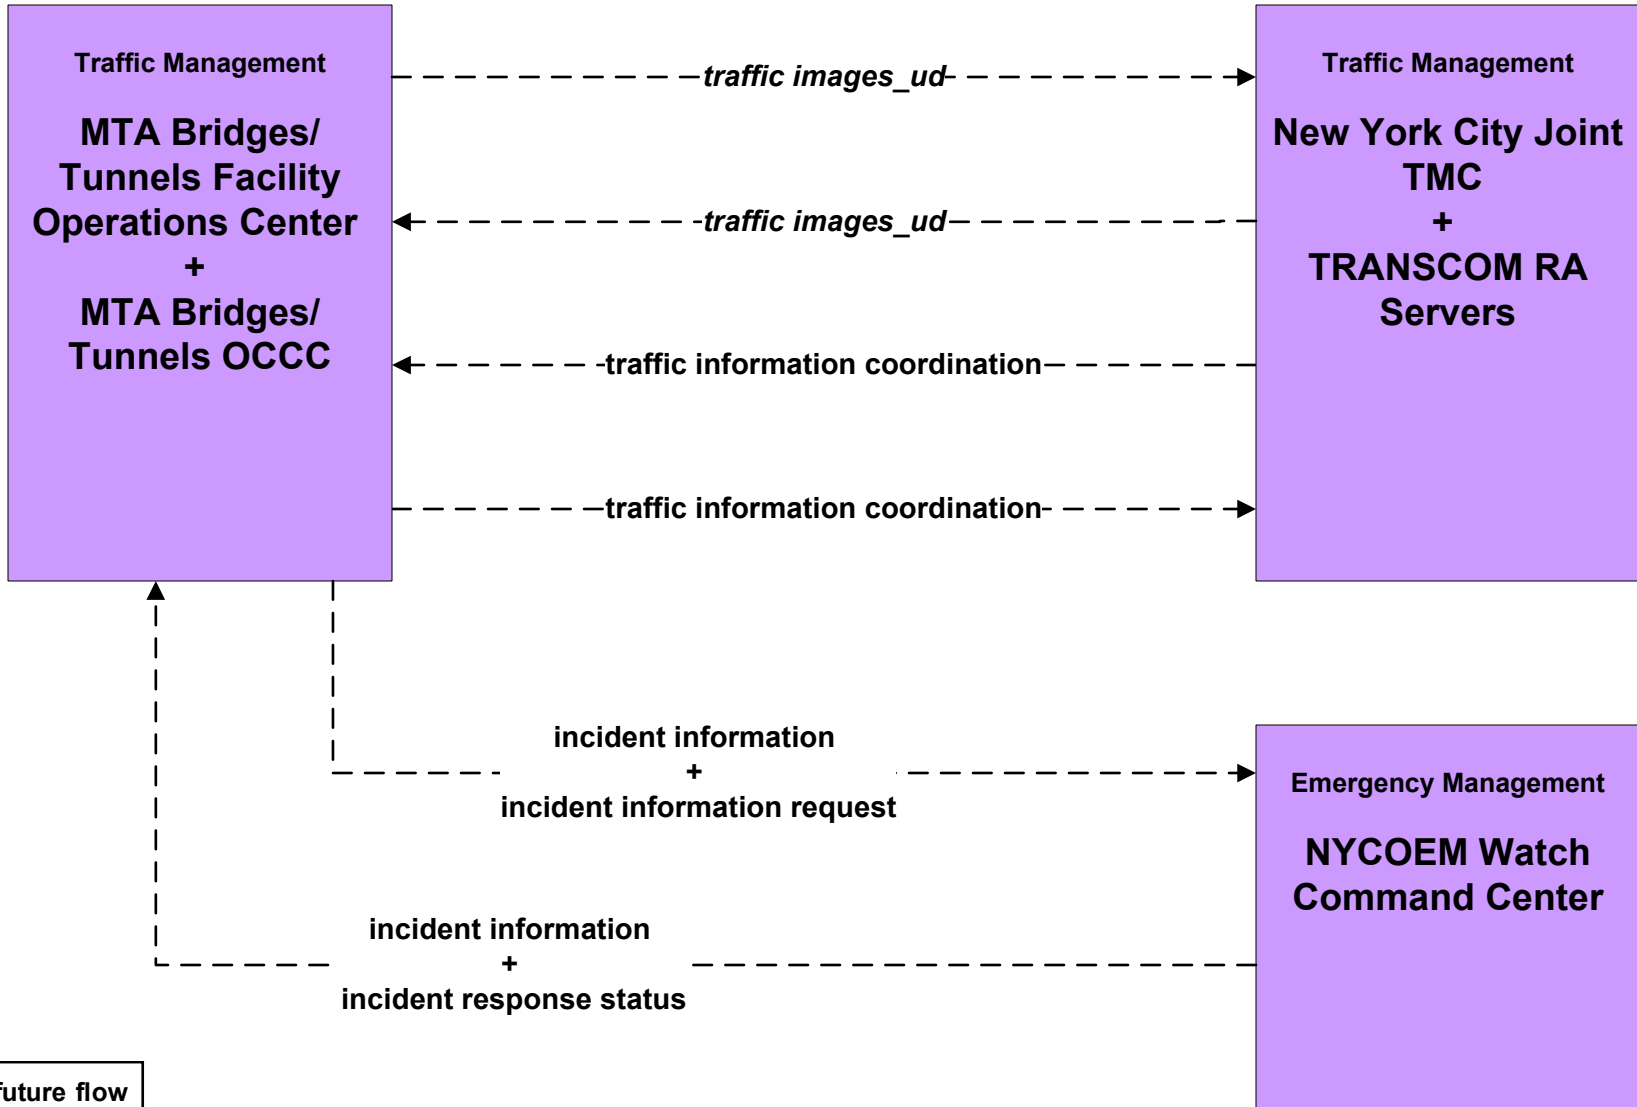 Traffic Management
MTA Bridges/
Tunnels Facility
Operations Center
+
MTA Bridges/
Tunnels OCCC
traffic images_ud
traffic images_ud
traffic information coordination
traffic information coordination
Traffic Management
New York City Joint
TMC
+
TRANSCOM RA
Servers
incident information
+
incident information request
incident information
+
incident response status
Emergency Management
NYCOEM Watch
Command Center
future flow